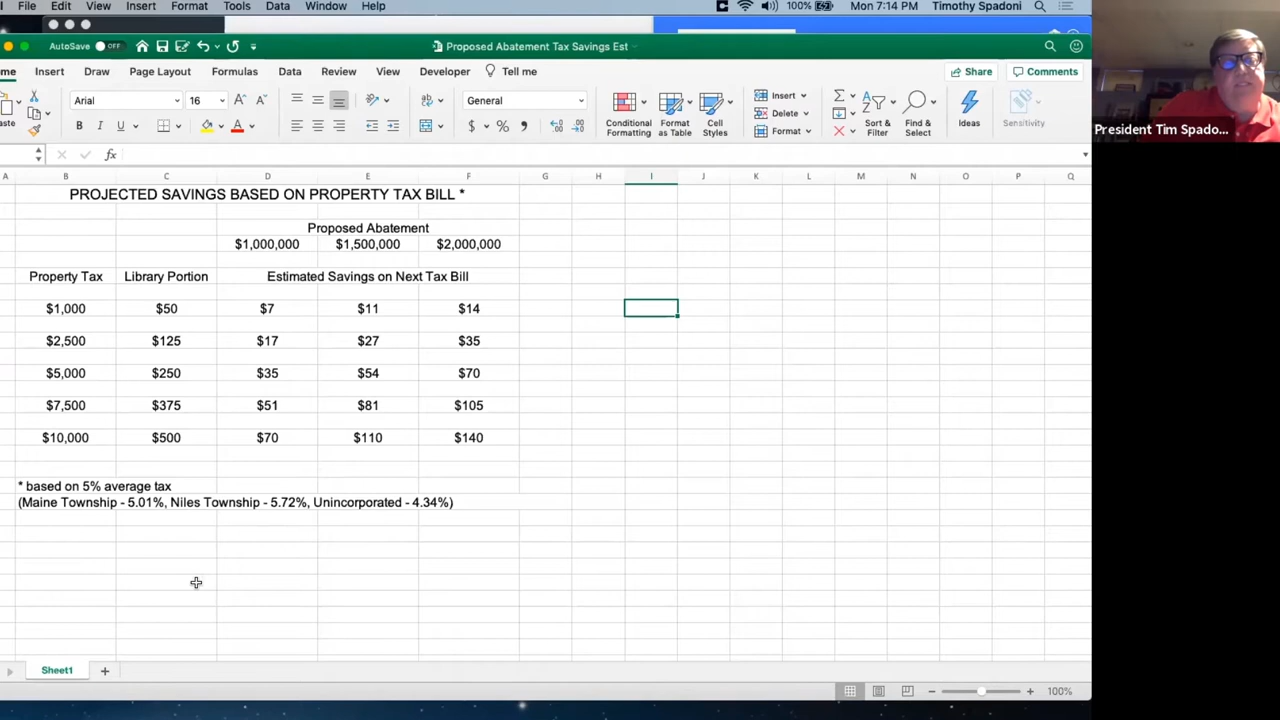 File Edit View Insert Format Tools Data Window Help 100% Mon 7:14 PM Timothy Spadoni
AutoSave OFF Proposed Abatement Tax Savings Est
me Insert Draw Page Layout Formulas Data Review View Developer Tell me Share Comments
Arial 16 A A General Insert Delete Format
aste B I U A $ % Conditional Formatting Format as Table Cell Styles Sort & Filter Find & Select Ideas Sensitivity
fx
A B C D E F G H I J K L M N O P Q
PROJECTED SAVINGS BASED ON PROPERTY TAX BILL *
Proposed Abatement
$1,000,000 $1,500,000 $2,000,000
Property Tax Library Portion Estimated Savings on Next Tax Bill
$1,000 $50 $7 $11 $14
$2,500 $125 $17 $27 $35
$5,000 $250 $35 $54 $70
$7,500 $375 $51 $81 $105
$10,000 $500 $70 $110 $140
* based on 5% average tax
(Maine Township - 5.01%, Niles Township - 5.72%, Unincorporated - 4.34%)
Sheet1
100%
President Tim Spado...